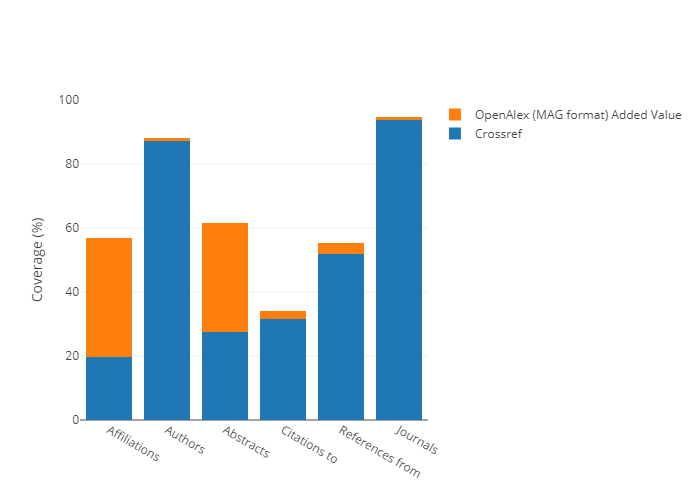 OpenAlex (MAG format) Added Value
Crossref
100
80
60
40
20
0
Coverage (%)
Affiliations
Authors
Abstracts
Citations to
References from
Journals